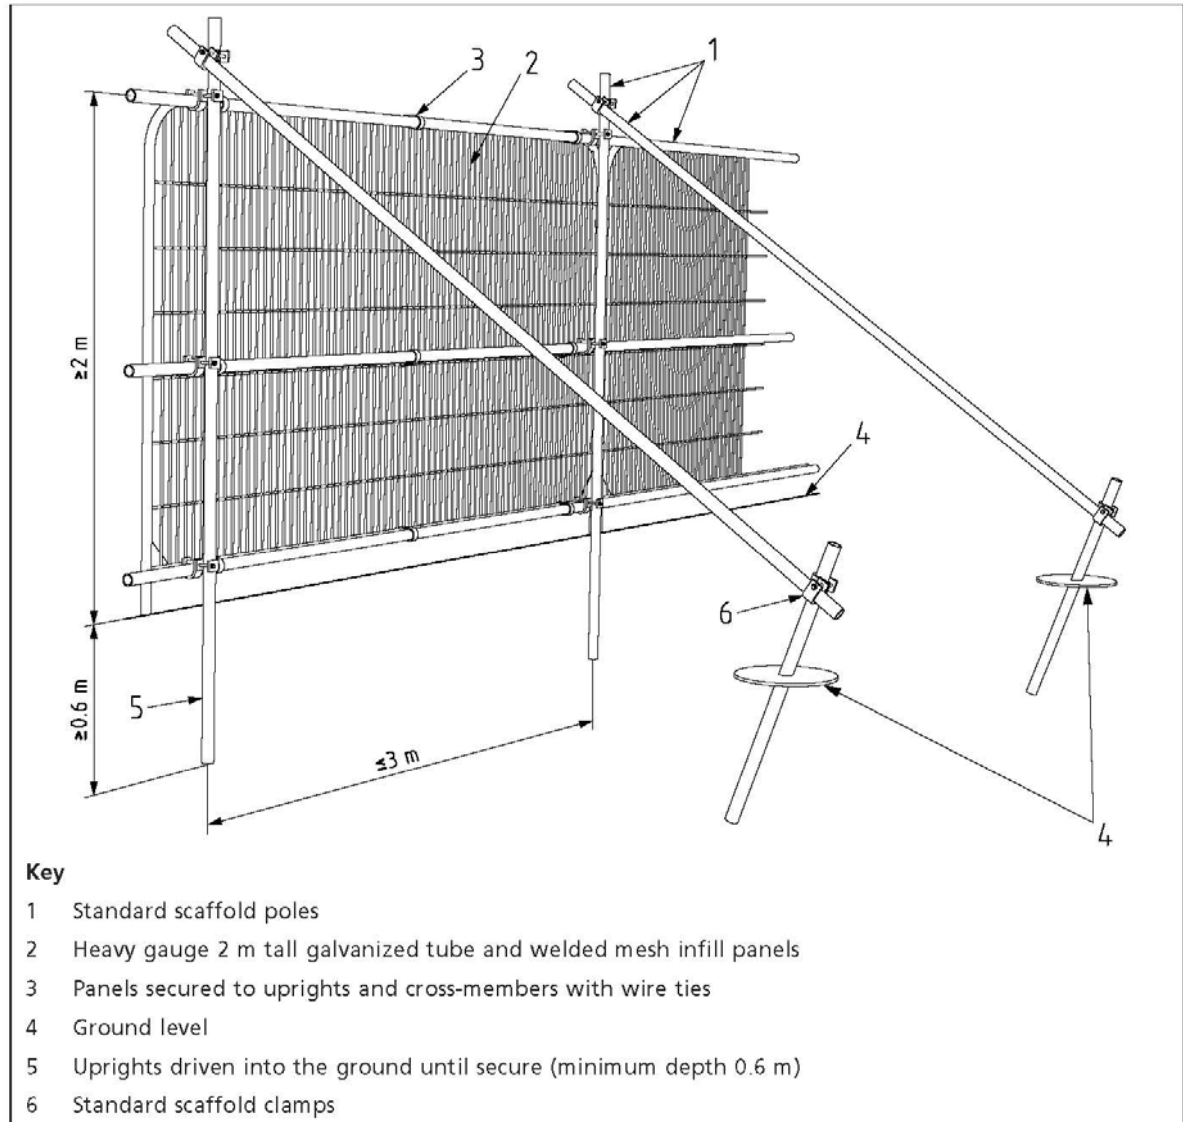 1
3
2
≥2 m
4
6
≥0.6 m
5
≤3 m
4
Key
1 Standard scaffold poles
2 Heavy gauge 2 m tall galvanized tube and welded mesh infill panels
3 Panels secured to uprights and cross-members with wire ties
4 Ground level
5 Uprights driven into the ground until secure (minimum depth 0.6 m)
6 Standard scaffold clamps